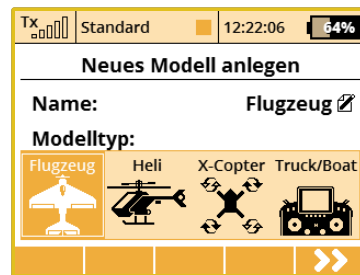 Tx Standard 12:22:06 64%
Neues Modell anlegen
Name: Flugzeug
Modelltyp:
Flugzeug Heli X-Copter Truck/Boat